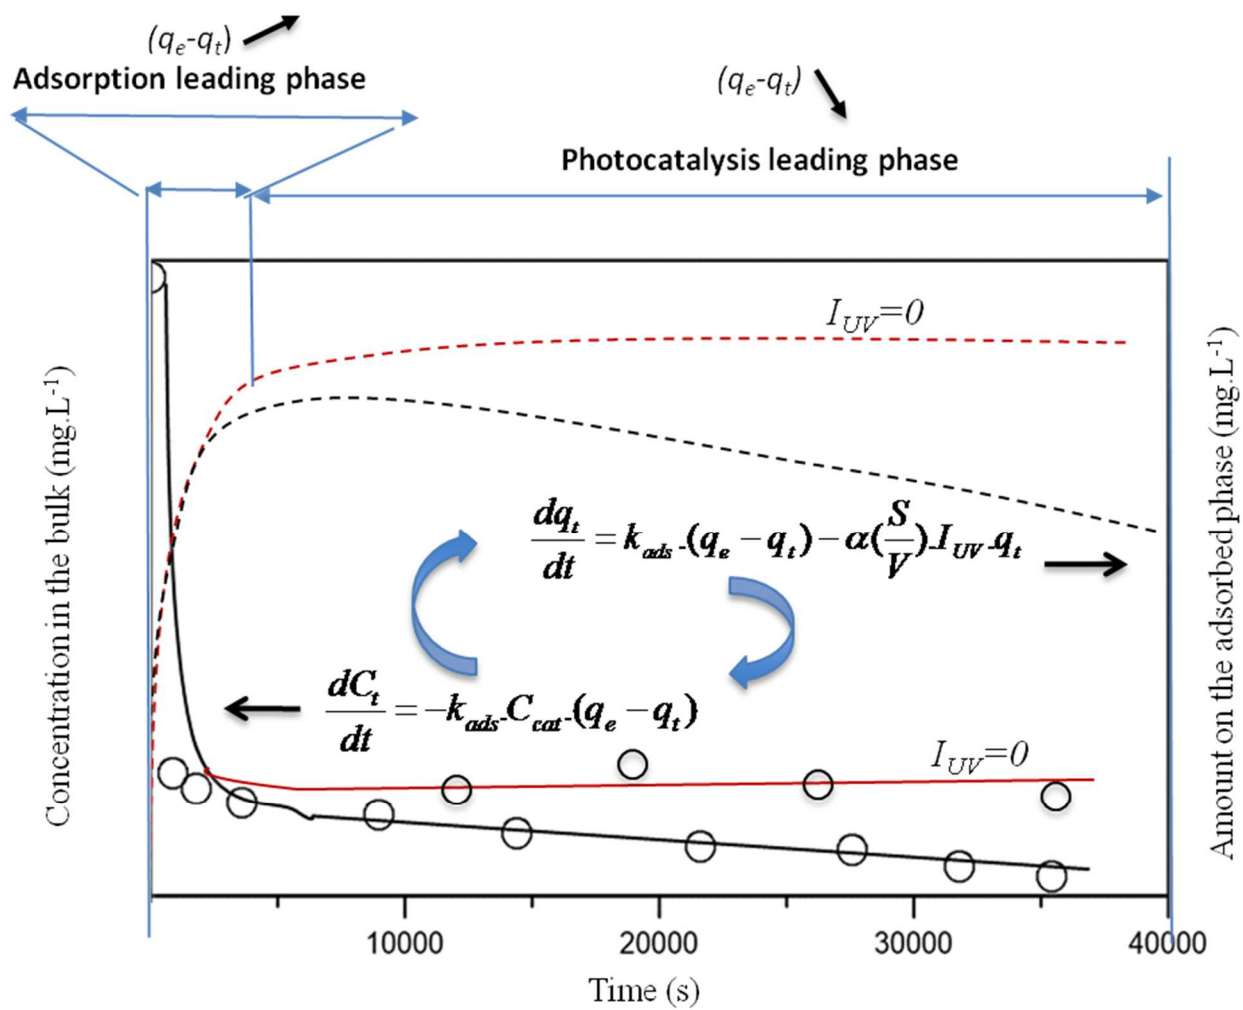 (qe-qt)
Adsorption leading phase
(qe-qt)
Photocatalysis leading phase
IUV=0
Concentration in the bulk (mg.L-1)
Amount on the adsorbed phase (mg.L-1)
dqt/dt = kads.(qe − qt) − α(S/V).IUV.qt
dCt/dt = −kads.Ccat.(qe − qt)
IUV=0
10000 20000 30000 40000
Time (s)